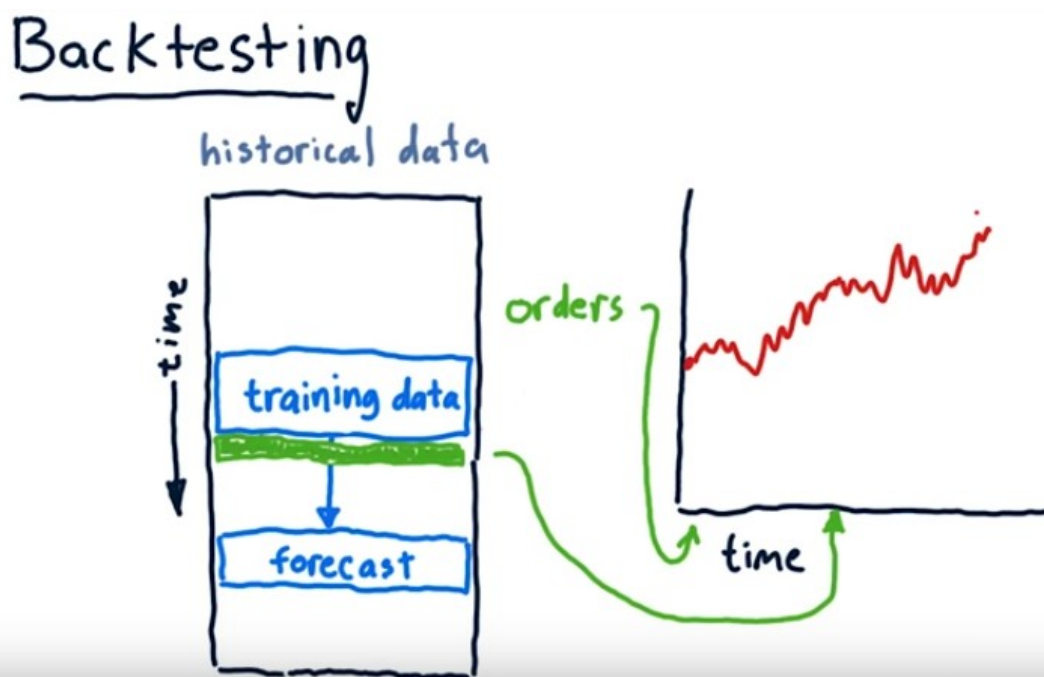 Backtesting
historical data
time
orders
training data
forecast
time